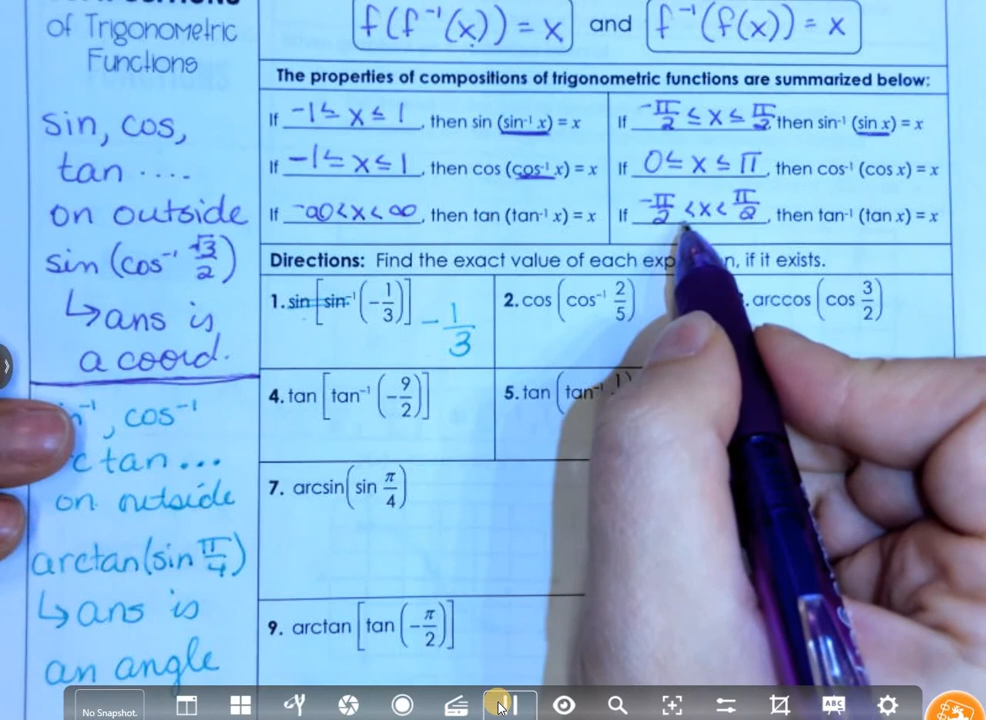 of Trigonometric
Functions
f(f⁻¹(x)) = x and f⁻¹(f(x)) = x
The properties of compositions of trigonometric functions are summarized below:
If -1 ≤ x ≤ 1, then sin (sin⁻¹ x) = x
If -π/2 ≤ x ≤ π/2, then sin⁻¹ (sin x) = x
If -1 ≤ x ≤ 1, then cos (cos⁻¹ x) = x
If 0 ≤ x ≤ π, then cos⁻¹ (cos x) = x
If -∞ < x < ∞, then tan (tan⁻¹ x) = x
If -π/2 < x < π/2, then tan⁻¹ (tan x) = x
sin, cos,
tan ....
on outside
sin (cos⁻¹ √3/2)
↳ans is
a coord.
cos⁻¹
tan...
on outside
arctan(sin π/4)
↳ans is
an angle
Directions: Find the exact value of each if it exists.
1. sin [sin⁻¹ (-1/3)] -1/3
2. cos (cos⁻¹ 2/5)
arccos (cos 3/2)
4. tan [tan⁻¹ (-9/2)]
5. tan (tan⁻¹
7. arcsin(sin π/4)
9. arctan [tan (-π/2)]
No Snapshot.
ABC